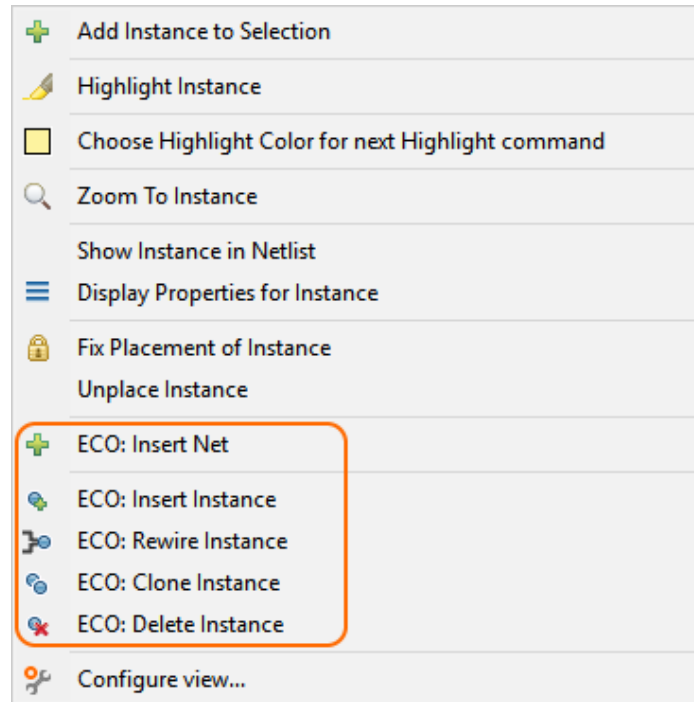 Add Instance to Selection
Highlight Instance
Choose Highlight Color for next Highlight command
Zoom To Instance
Show Instance in Netlist
Display Properties for Instance
Fix Placement of Instance
Unplace Instance
ECO: Insert Net
ECO: Insert Instance
ECO: Rewire Instance
ECO: Clone Instance
ECO: Delete Instance
Configure view...